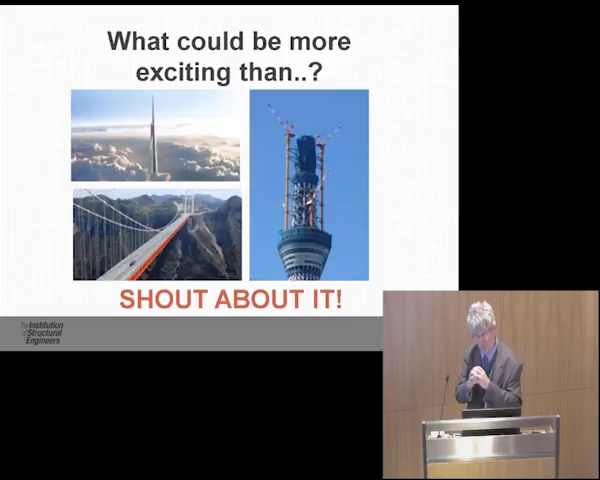 What could be more
exciting than..?
SHOUT ABOUT IT!
The Institution
of Structural
Engineers